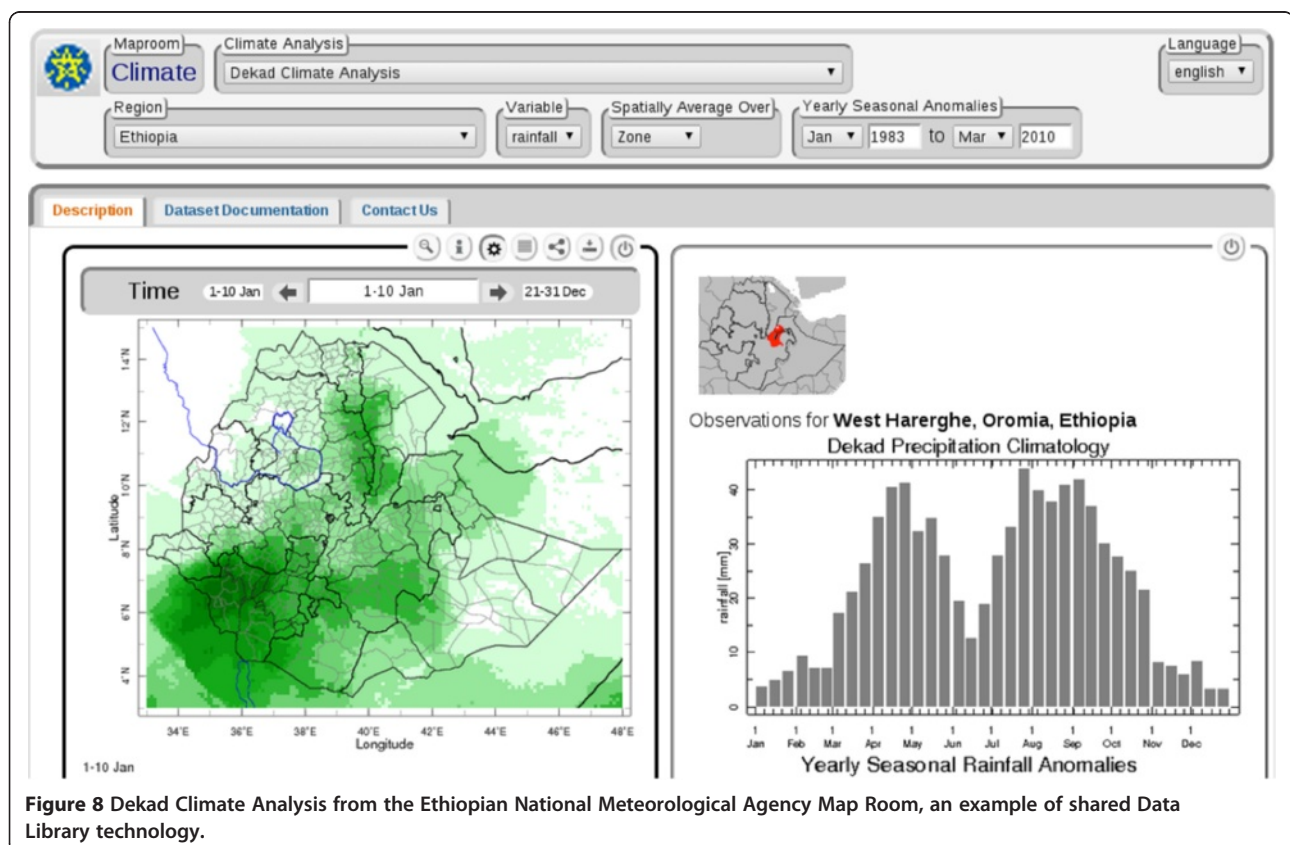 Maproom
Climate
Climate Analysis
Dekad Climate Analysis
Language
english
Region
Ethiopia
Variable
rainfall
Spatially Average Over
Zone
Yearly Seasonal Anomalies
Jan 1983 to Mar 2010
Description Dataset Documentation Contact Us
Time 1-10 Jan 1-10 Jan 21-31 Dec
14°N
12°N
10°N
8°N
6°N
4°N
Latitude
34°E 36°E 38°E 40°E 42°E 44°E 46°E 48°E
Longitude
1-10 Jan
Observations for West Harerghe, Oromia, Ethiopia
Dekad Precipitation Climatology
40
30
20
10
0
rainfall [mm]
1 1 1 1 1 1 1 1 1 1 1 1
Jan Feb Mar Apr May Jun Jul Aug Sep Oct Nov Dec
Yearly Seasonal Rainfall Anomalies
Figure 8 Dekad Climate Analysis from the Ethiopian National Meteorological Agency Map Room, an example of shared Data
Library technology.